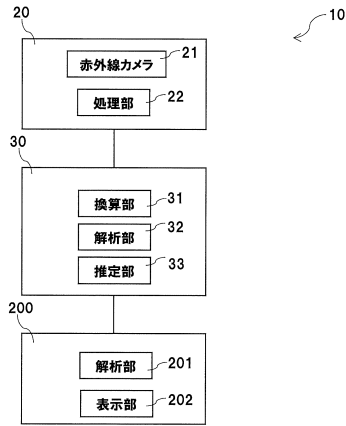 10
20
赤外線カメラ 21
処理部 22
30
換算部 31
解析部 32
推定部 33
200
解析部 201
表示部 202